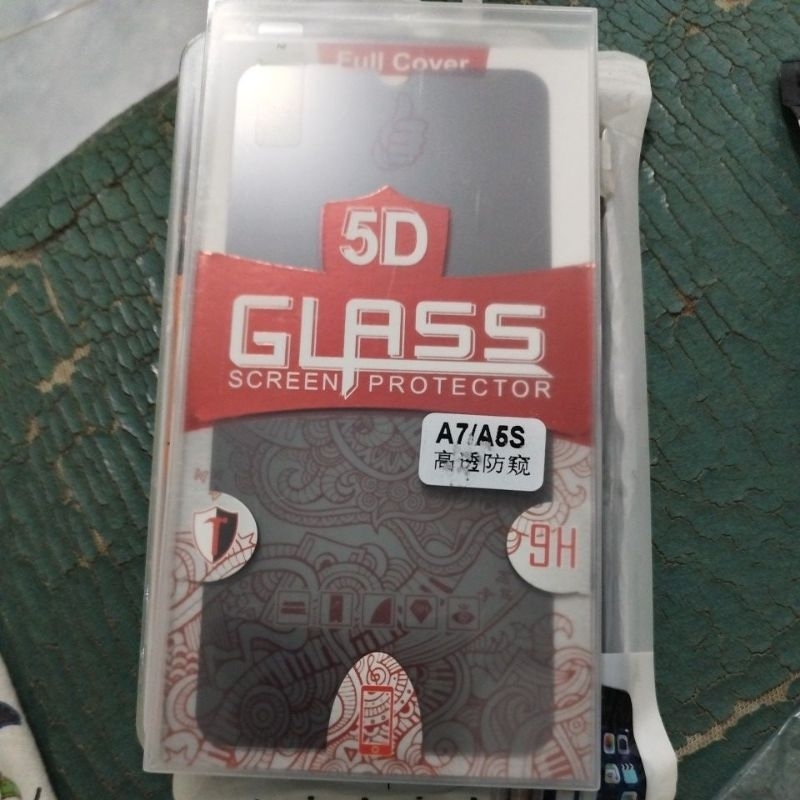 Full Cover
5D
GLASS
SCREEN PROTECTOR
A7/A5S
高透防窥
T
9H